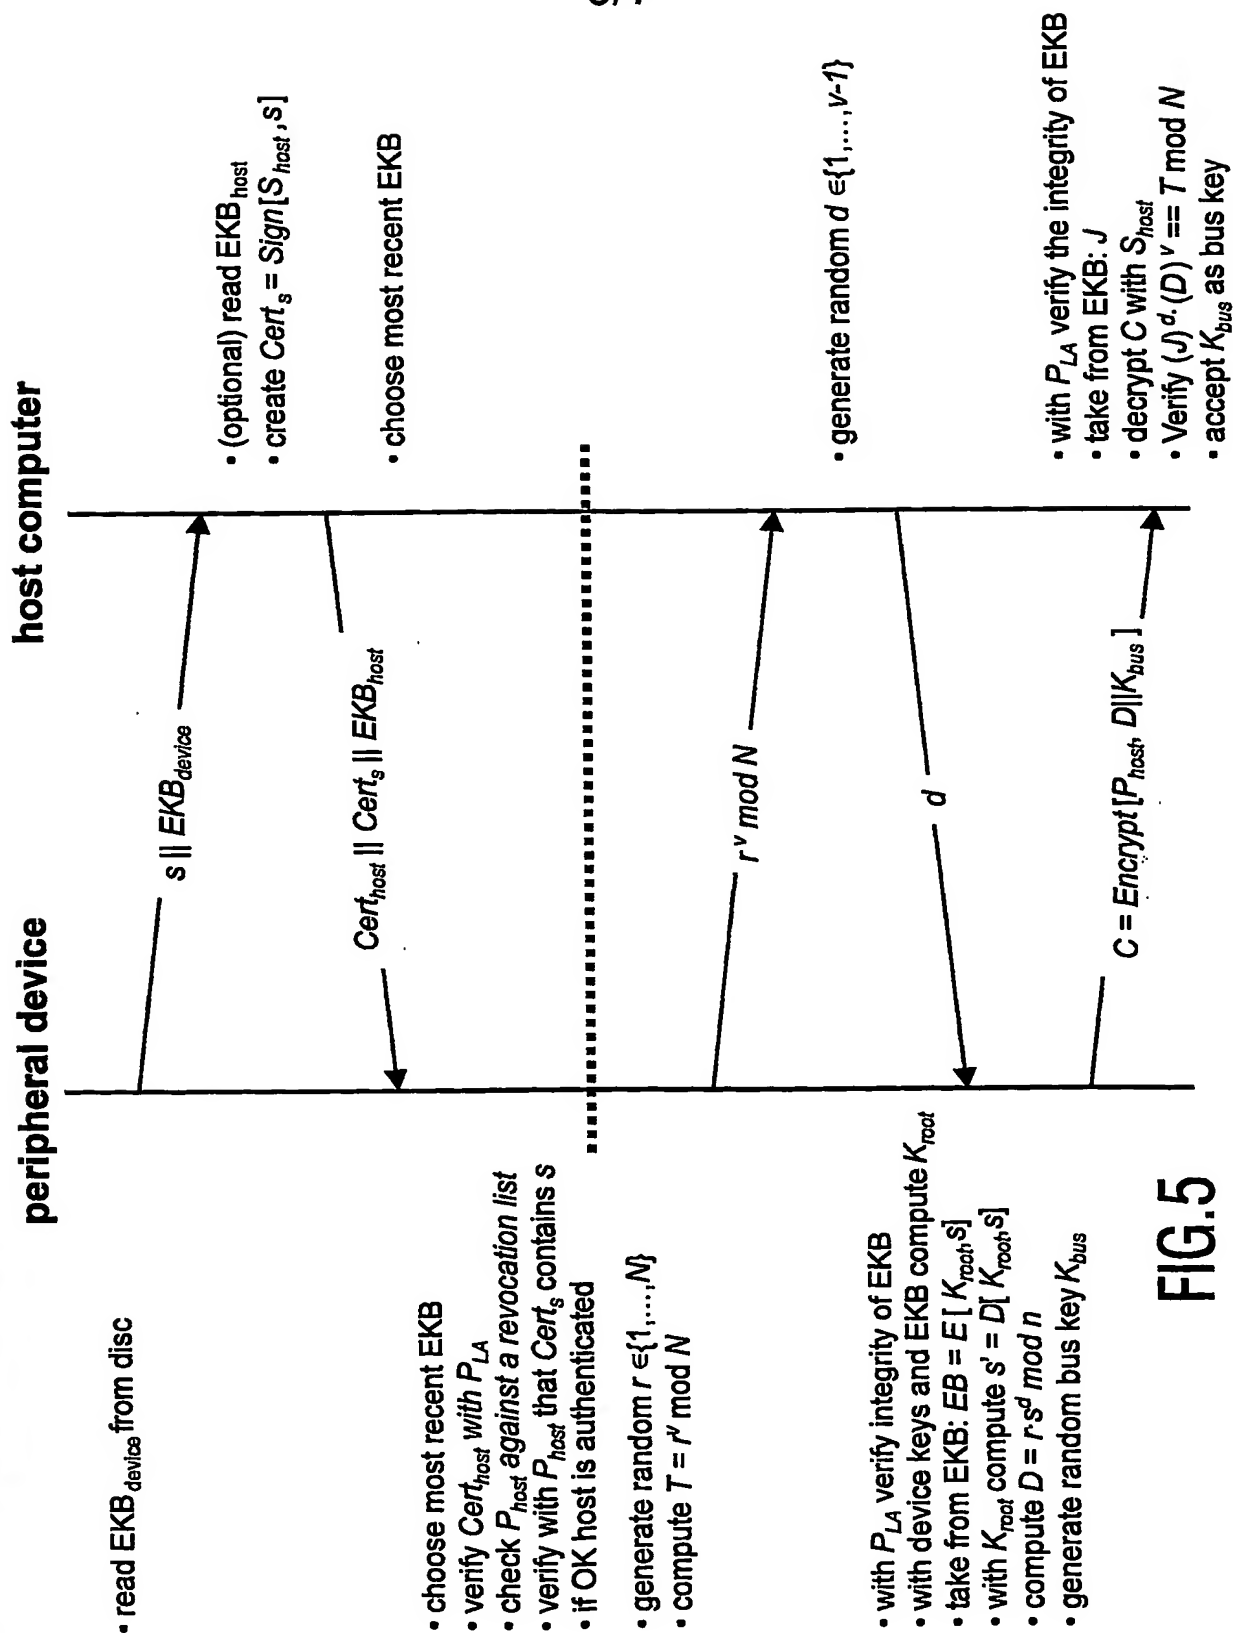 peripheral device
host computer
• read EKB_device from disc
s || EKB_device
• (optional) read EKB_host
• create Cert_s = Sign[S_host, s]
Cert_host || Cert_s || EKB_host
• choose most recent EKB
• choose most recent EKB
• verify Cert_host with P_LA
• check P_host against a revocation list
• verify with P_host that Cert_s contains s
• if OK host is authenticated
• generate random r ∈{1,...,N}
• compute T = r^v mod N
r^v mod N
• generate random d ∈{1,...,v-1}
d
• with P_LA verify integrity of EKB
• with device keys and EKB compute K_root
• take from EKB: EB = E[K_root, s]
• with K_root compute s' = D[K_root, s]
• compute D = r·s^d mod n
• generate random bus key K_bus
C = Encrypt[P_host, D||K_bus]
• with P_LA verify the integrity of EKB
• take from EKB: J
• decrypt C with S_host
• Verify (J)^d·(D)^v == T mod N
• accept K_bus as bus key
FIG.5